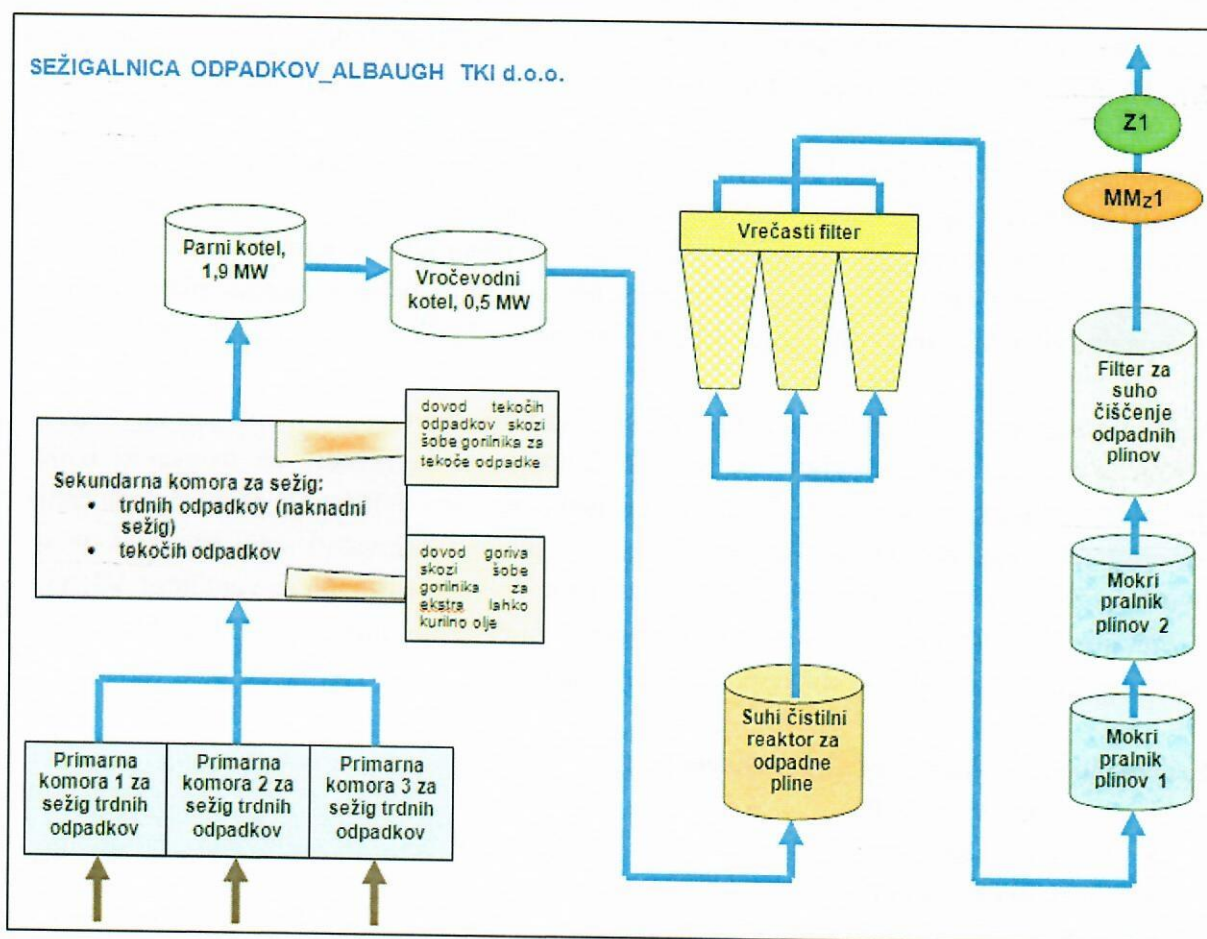 SEŽIGALNICA ODPADKOV_ALBAUGH TKI d.o.o.
Parni kotel,
1,9 MW
Vročevodni
kotel, 0,5 MW
dovod tekočih
odpadkov skozi
šobe gorilnika za
tekoče odpadke
Sekundarna komora za sežig:
• trdnih odpadkov (naknadni
sežig)
• tekočih odpadkov
dovod goriva
skozi šobe
gorilnika za
ekstra lahko
kurilno olje
Primarna
komora 1 za
sežig trdnih
odpadkov
Primarna
komora 2 za
sežig trdnih
odpadkov
Primarna
komora 3 za
sežig trdnih
odpadkov
Vrečasti filter
Suhi čistilni
reaktor za
odpadne
pline
Z1
MMz1
Filter za
suho
čiščenje
odpadnih
plinov
Mokri
pralnik
plinov 2
Mokri
pralnik
plinov 1